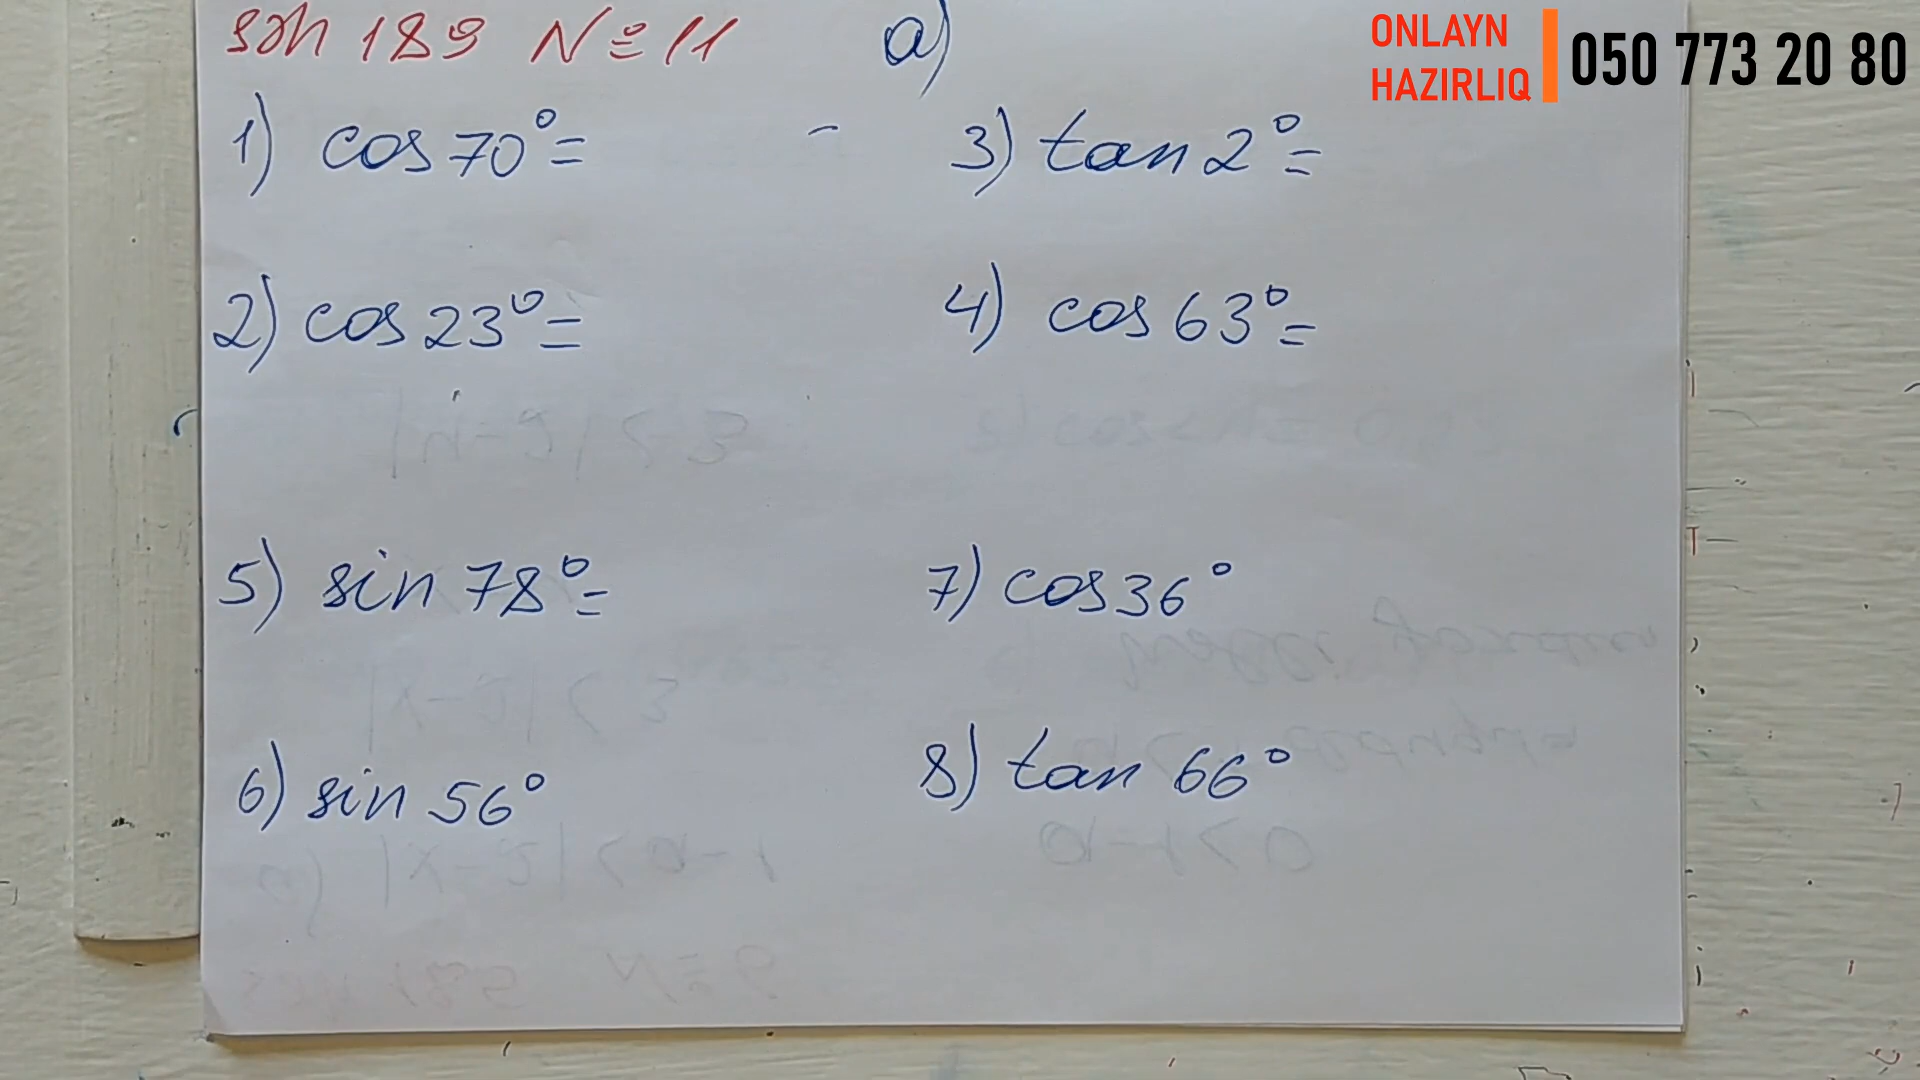 səh 189 №11 a)
ONLAYN
HAZIRLIQ
050 773 20 80
1) cos 70°=
3) tan 2°=
2) cos 23°=
4) cos 63°=
5) sin 78°=
7) cos 36°
6) sin 56°
8) tan 66°